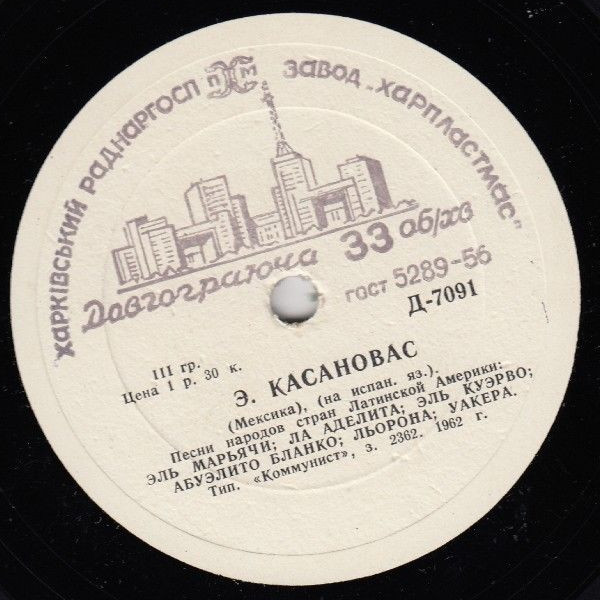 ХАРКІВСЬКИЙ РАДНАРГОСП ПХМ ЗАВОД „ХАРПЛАСТМАС"
Довгограюча 33 об/хв
ГОСТ 5289-56
Д-7091
III гр.
Цена 1 р. 30 к.
Э. КАСАНОВАС
(Мексика), (на испан. яз.).
Песни народов стран Латинской Америки:
ЭЛЬ МАРЬЯЧИ; ЛА АДЕЛИТА; ЭЛЬ КУЭРВО;
АБУЭЛИТО БЛАНКО; ЛЬОРОНА; УАКЕРА.
Тип. «Коммунист», з. 2362. 1962 г.